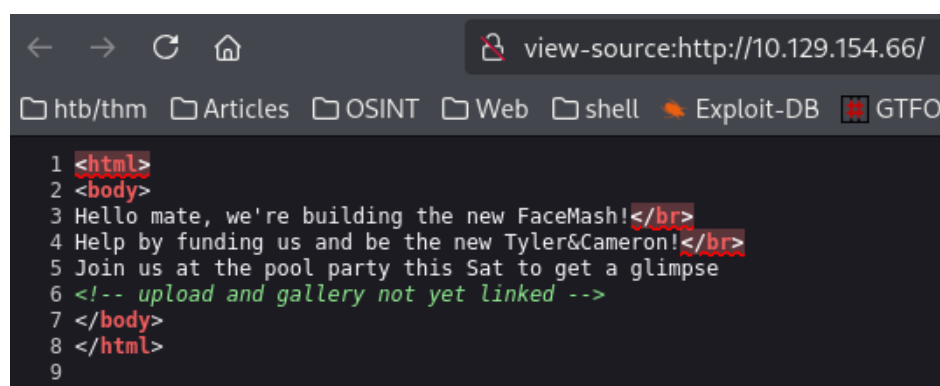 view-source:http://10.129.154.66/
htb/thm Articles OSINT Web shell Exploit-DB GTFO
1 <html>
2 <body>
3 Hello mate, we're building the new FaceMash!</br>
4 Help by funding us and be the new Tyler&Cameron!</br>
5 Join us at the pool party this Sat to get a glimpse
6 <!-- upload and gallery not yet linked -->
7 </body>
8 </html>
9